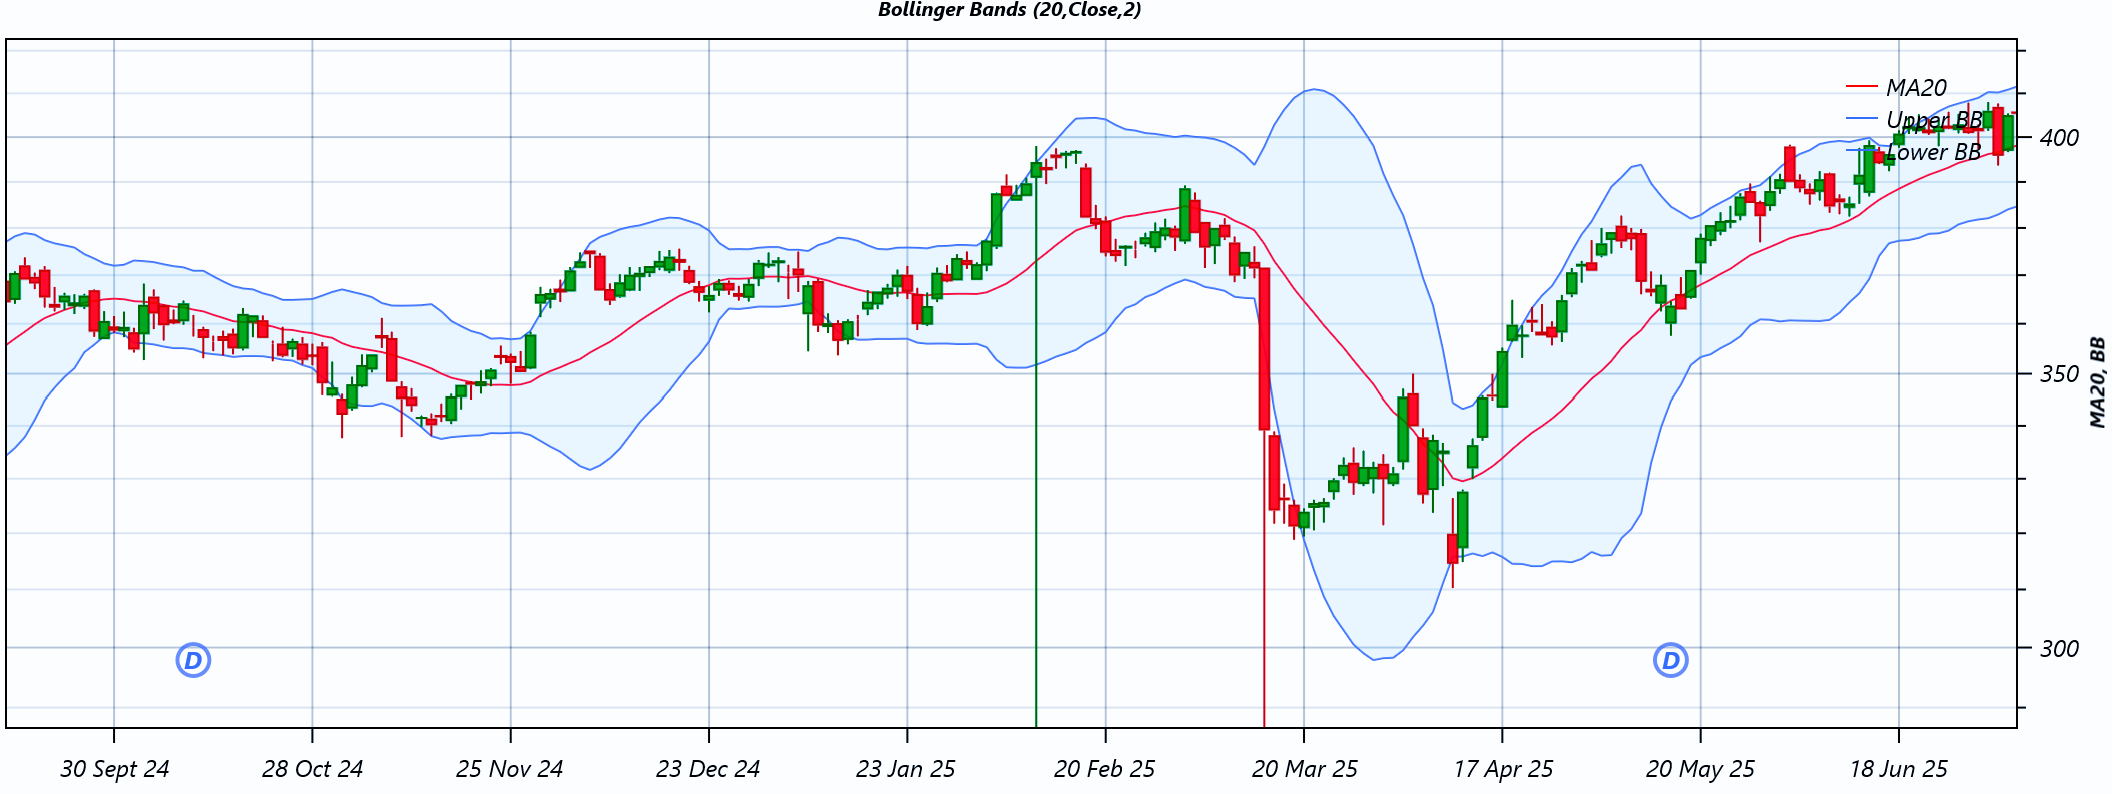 Bollinger Bands (20,Close,2)
MA20
Upper BB
Lower BB
400
350
300
MA20, BB
D
D
30 Sept 24
28 Oct 24
25 Nov 24
23 Dec 24
23 Jan 25
20 Feb 25
20 Mar 25
17 Apr 25
20 May 25
18 Jun 25